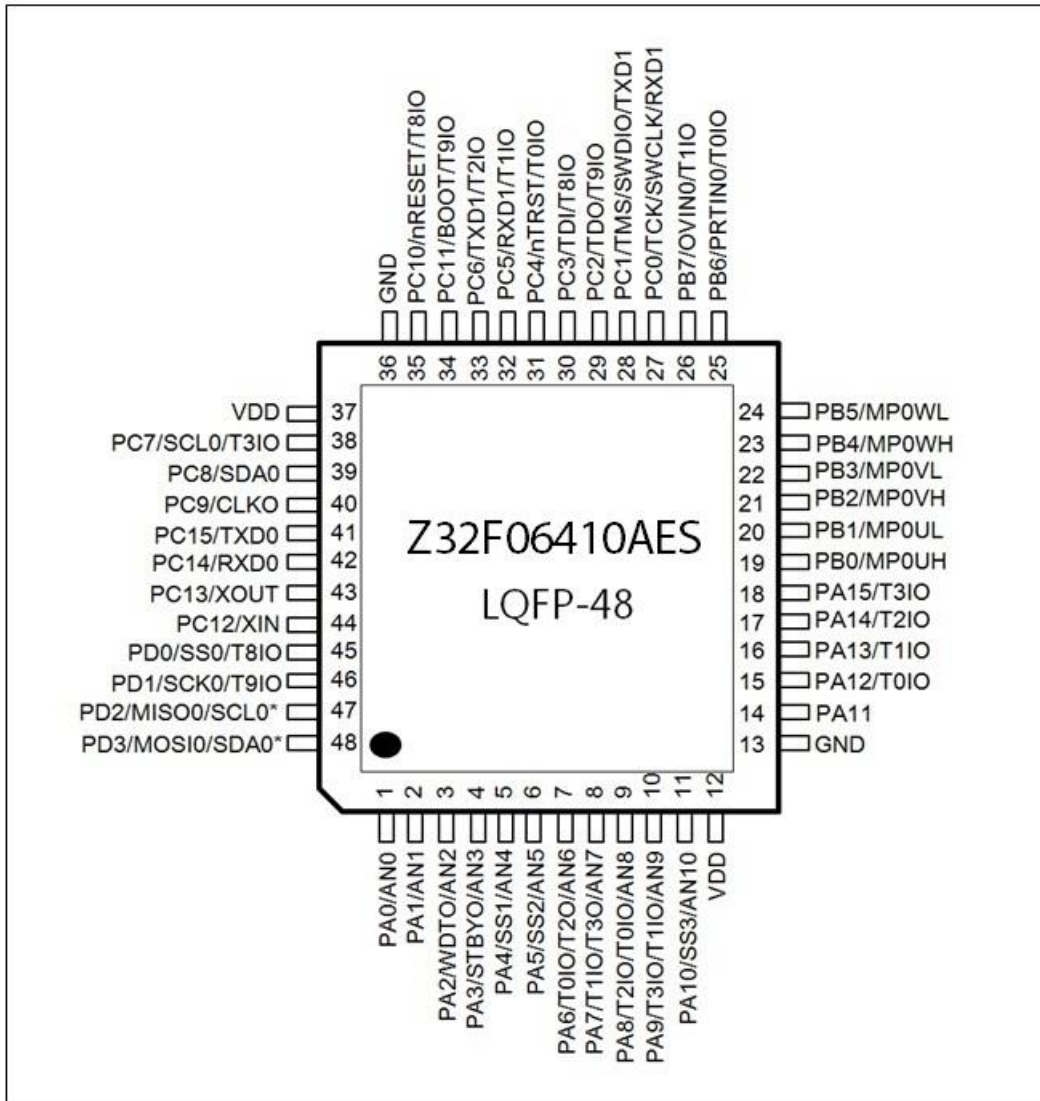 PC10/nRESET/T8IO
PC11/BOOT/T9IO
PC6/TXD1/T2IO
PC5/RXD1/T1IO
PC4/nTRST/T0IO
PC3/TDI/T8IO
PC2/TDO/T9IO
PC1/TMS/SWDIO/TXD1
PC0/TCK/SWCLK/RXD1
PB7/OVIN0/T1IO
PB6/PRTIN0/T0IO
GND
36
35
34
33
32
31
30
29
28
27
26
25
VDD 37
PC7/SCL0/T3IO 38
PC8/SDA0 39
PC9/CLKO 40
PC15/TXD0 41
PC14/RXD0 42
PC13/XOUT 43
PC12/XIN 44
PD0/SS0/T8IO 45
PD1/SCK0/T9IO 46
PD2/MISO0/SCL0* 47
PD3/MOSI0/SDA0* 48
Z32F06410AES
LQFP-48
24 PB5/MP0WL
23 PB4/MP0WH
22 PB3/MP0VL
21 PB2/MP0VH
20 PB1/MP0UL
19 PB0/MP0UH
18 PA15/T3IO
17 PA14/T2IO
16 PA13/T1IO
15 PA12/T0IO
14 PA11
13 GND
1
2
3
4
5
6
7
8
9
10
11
12
PA0/AN0
PA1/AN1
PA2/WDTO/AN2
PA3/STBYO/AN3
PA4/SS1/AN4
PA5/SS2/AN5
PA6/T0IO/T2O/AN6
PA7/T1IO/T3O/AN7
PA8/T2IO/T0IO/AN8
PA9/T3IO/T1IO/AN9
PA10/SS3/AN10
VDD